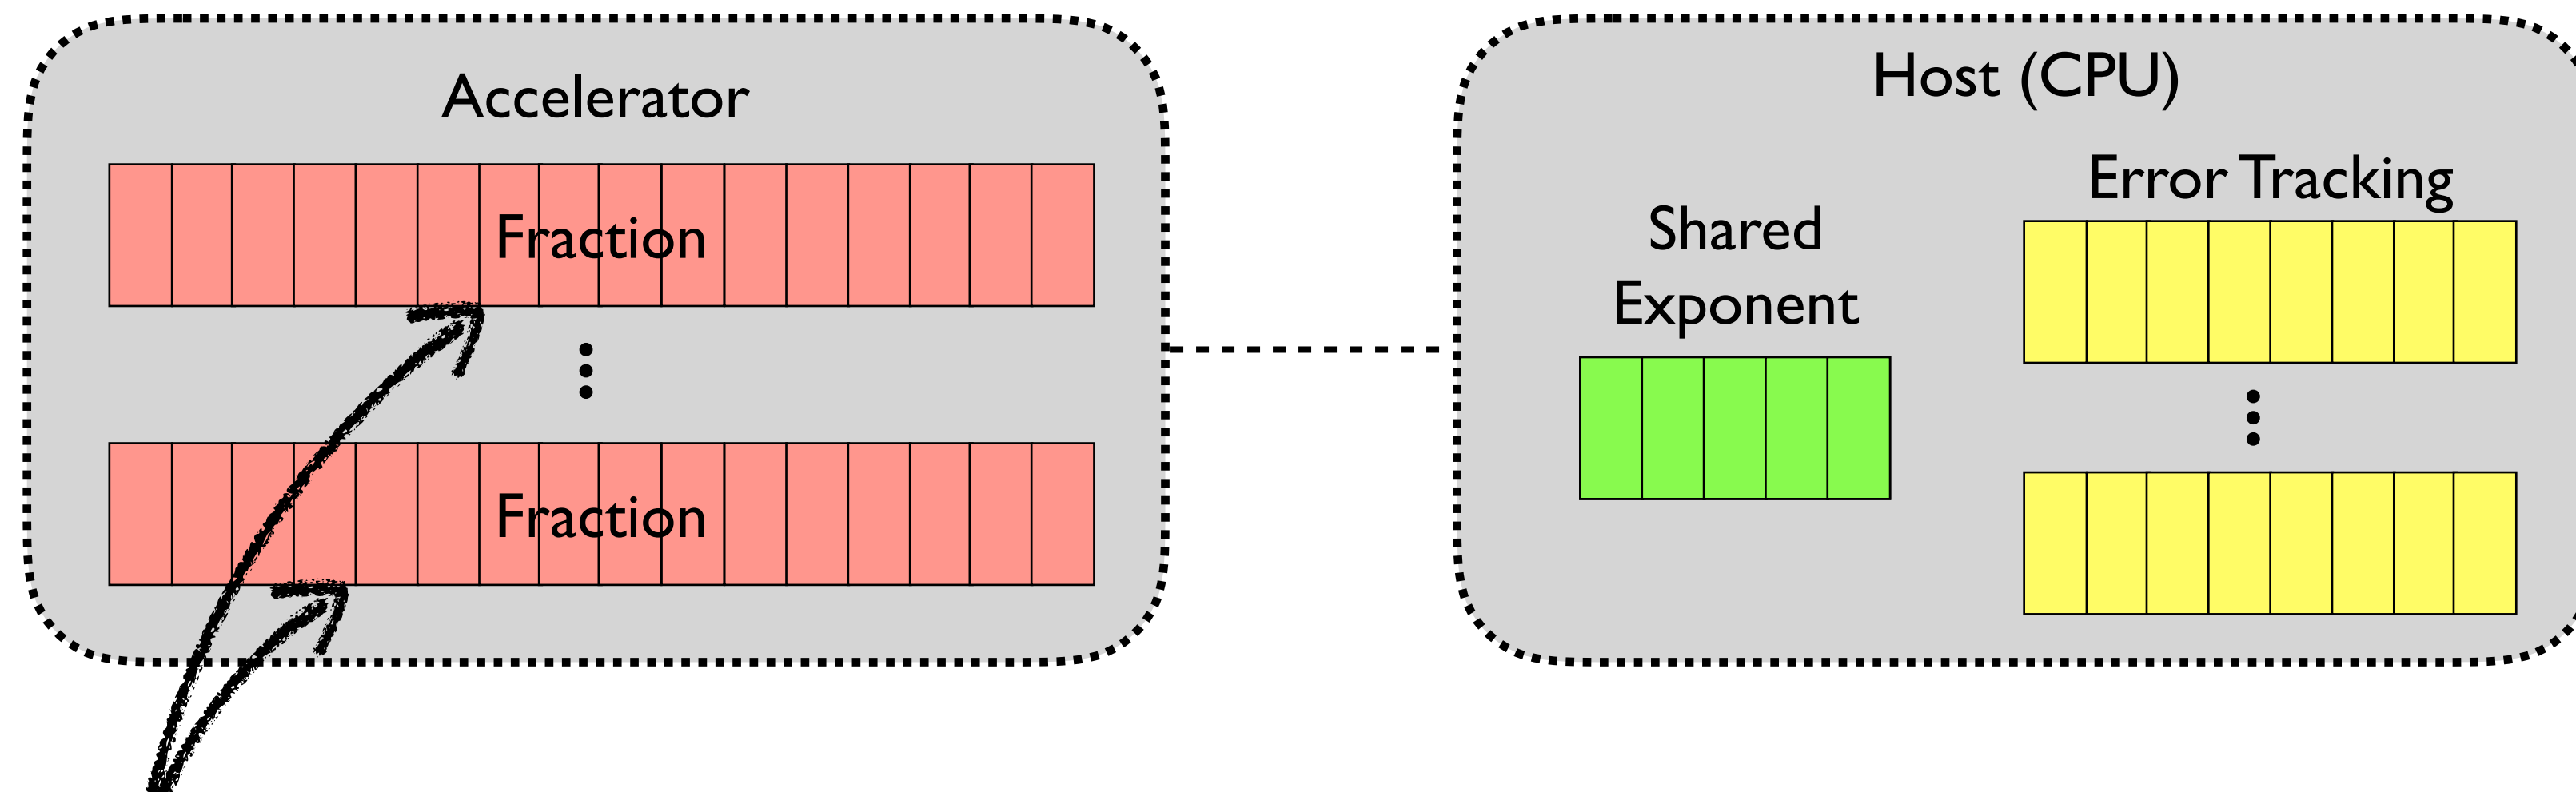 Accelerator
Fraction
Fraction
Host (CPU)
Shared
Exponent
Error Tracking